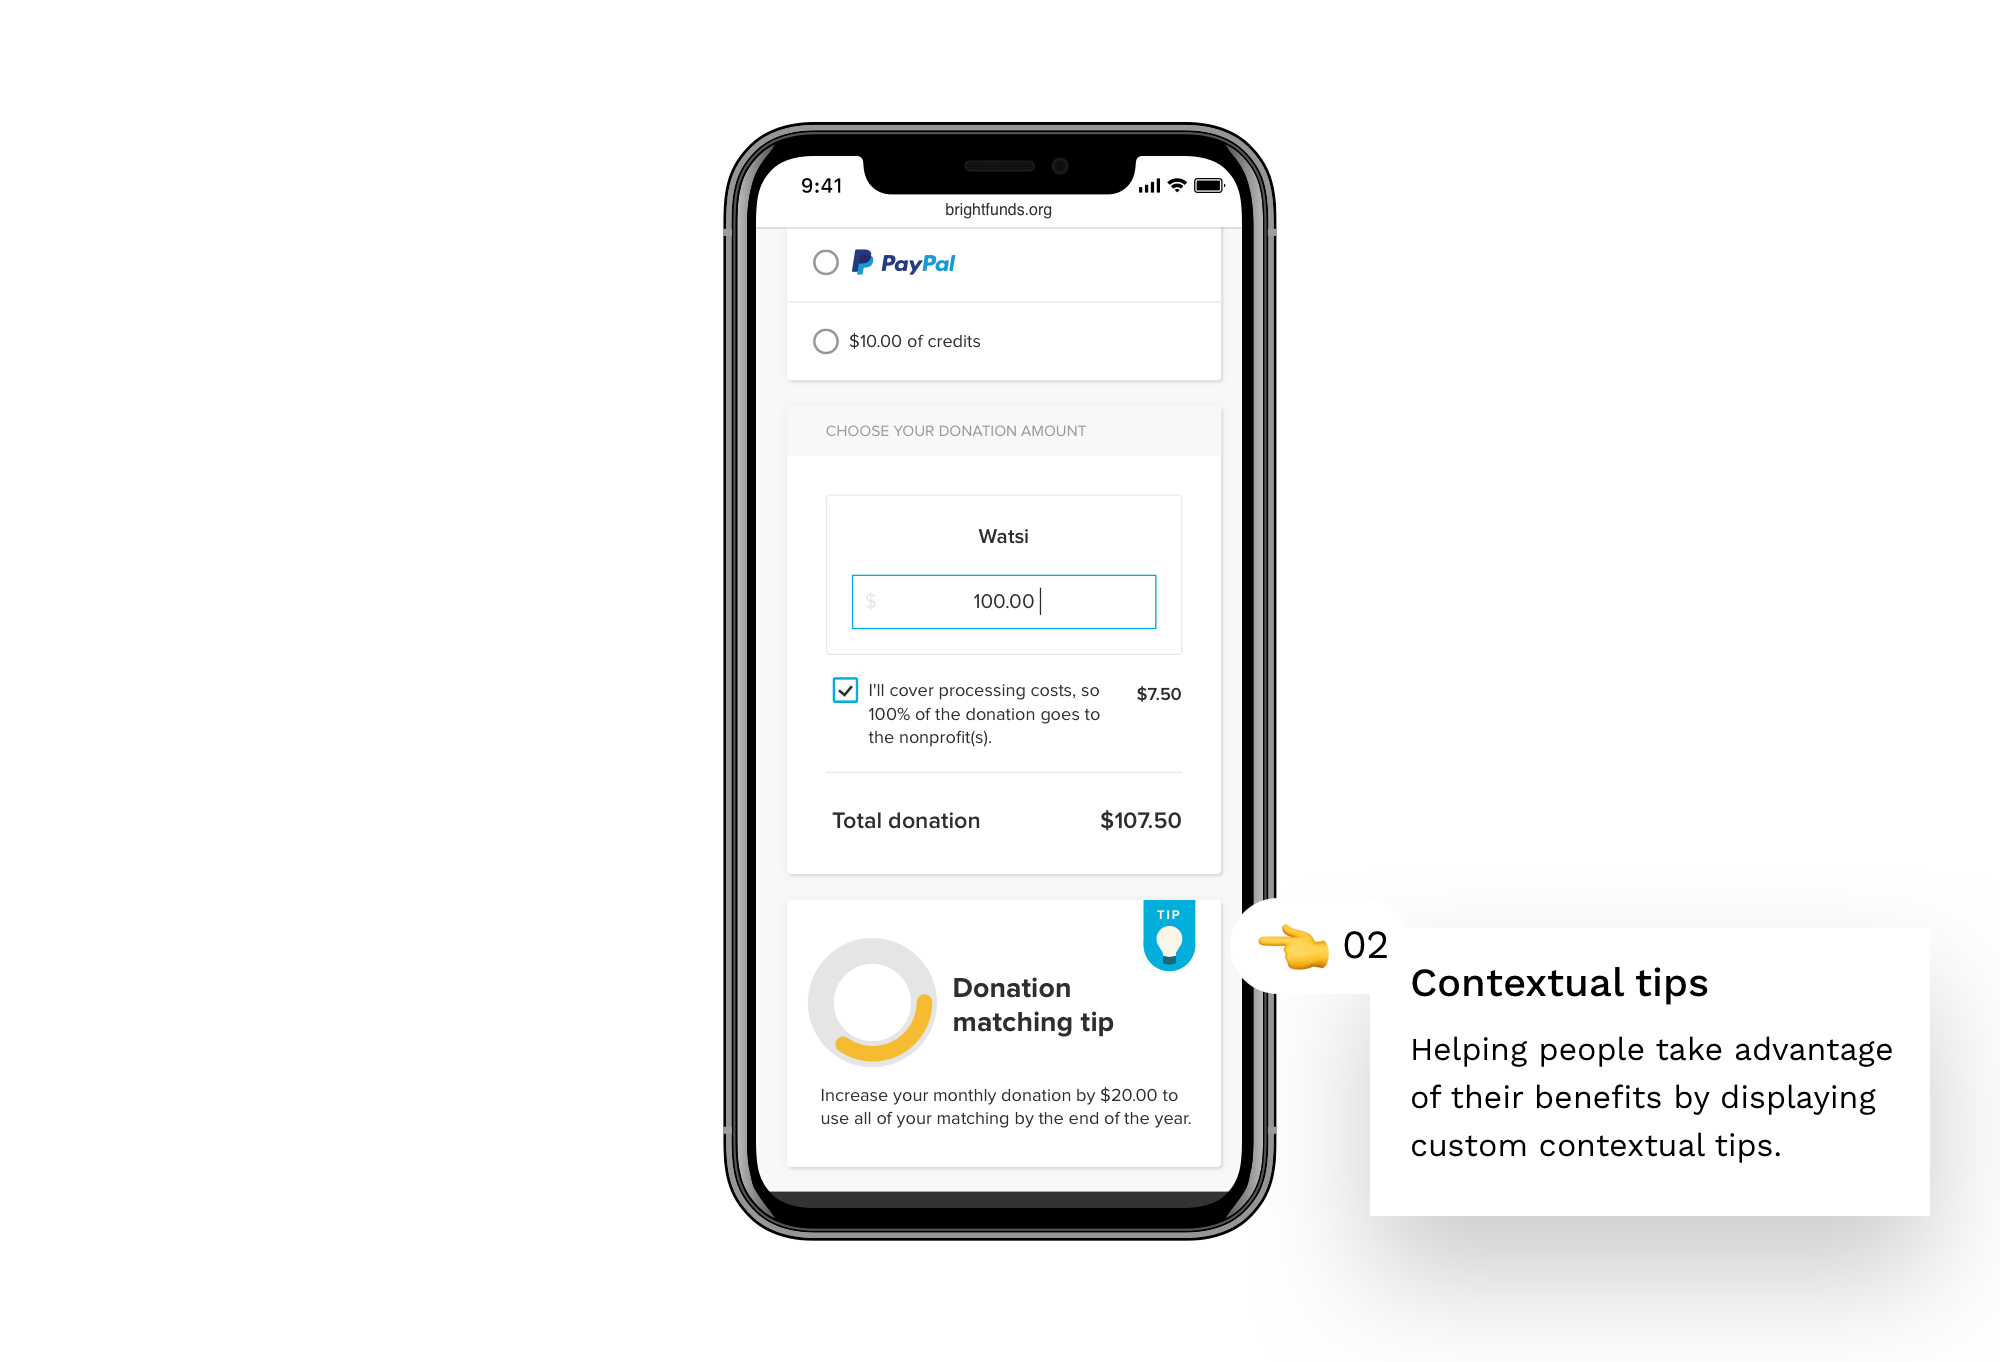 9:41
brightfunds.org
PayPal
$10.00 of credits
CHOOSE YOUR DONATION AMOUNT
Watsi
$ 100.00
I'll cover processing costs, so $7.50
100% of the donation goes to
the nonprofit(s).
Total donation $107.50
TIP
Donation
matching tip
Increase your monthly donation by $20.00 to
use all of your matching by the end of the year.
02
Contextual tips
Helping people take advantage
of their benefits by displaying
custom contextual tips.